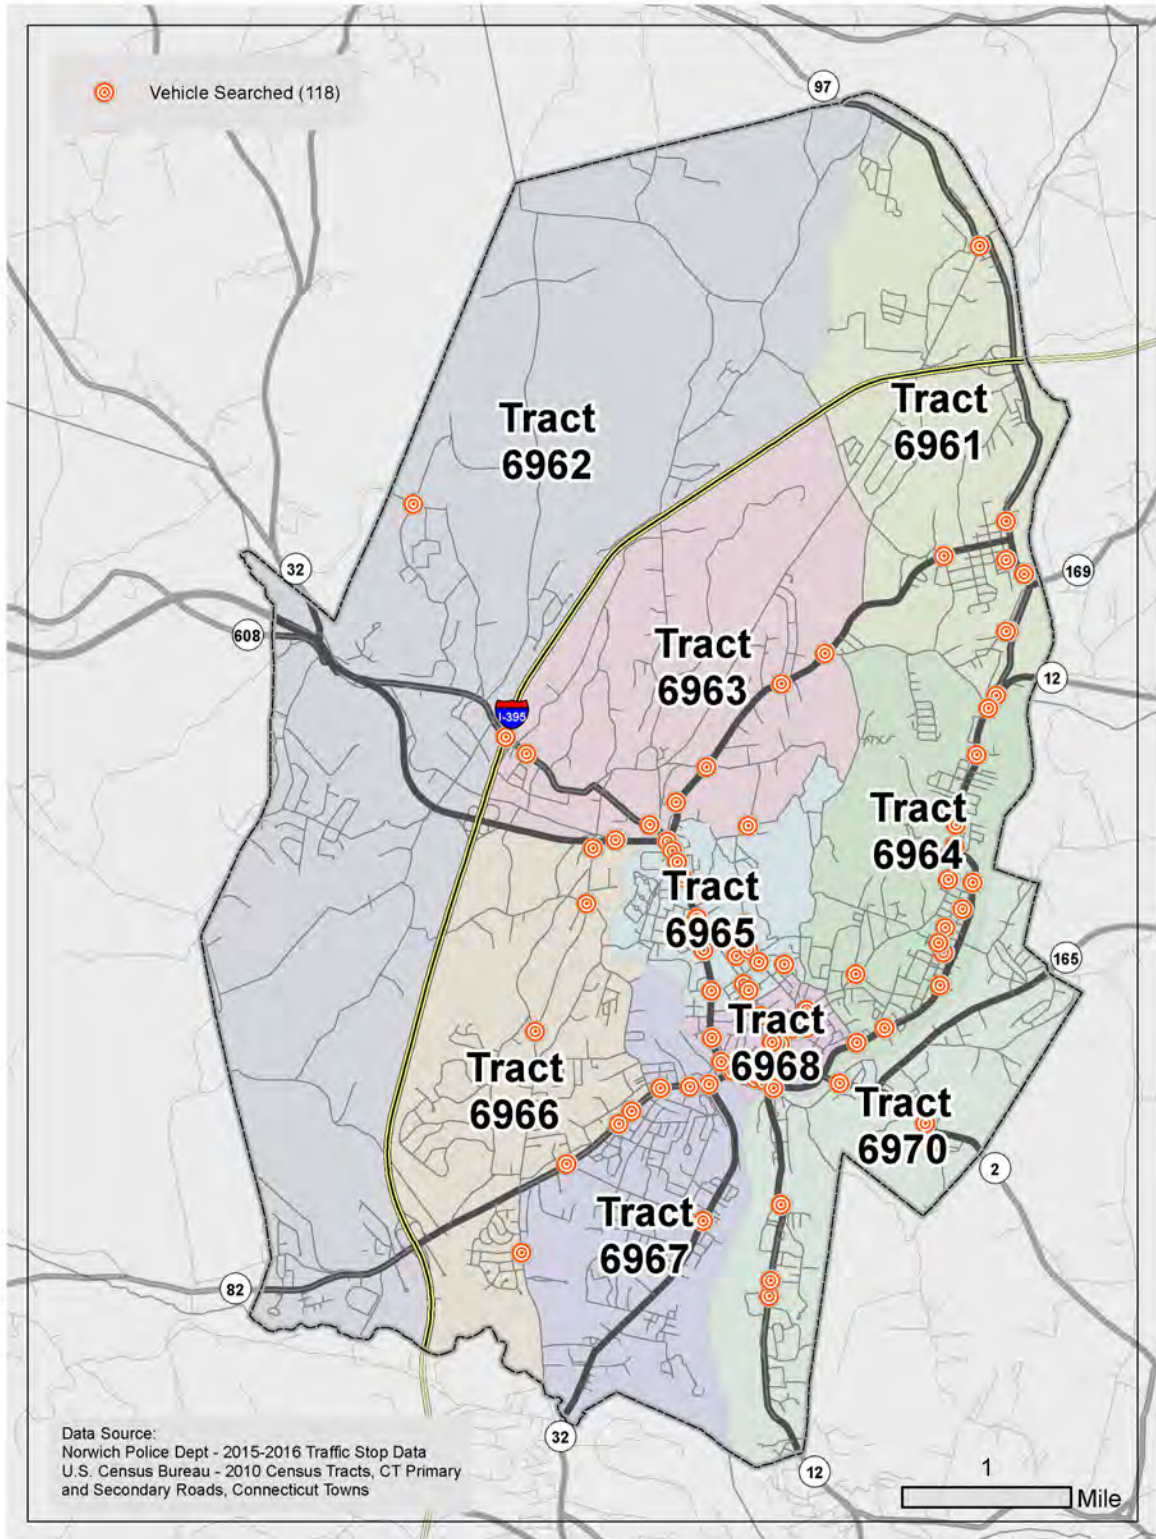 Vehicle Searched (118)
97
Tract
6961
Tract
6962
32
169
608
Tract
6963
12
I-395
Tract
6964
Tract
6965
165
Tract
6968
Tract
6966
Tract
6970
2
Tract
6967
82
Data Source:
Norwich Police Dept - 2015-2016 Traffic Stop Data
U.S. Census Bureau - 2010 Census Tracts, CT Primary
and Secondary Roads, Connecticut Towns
32
12
1
Mile